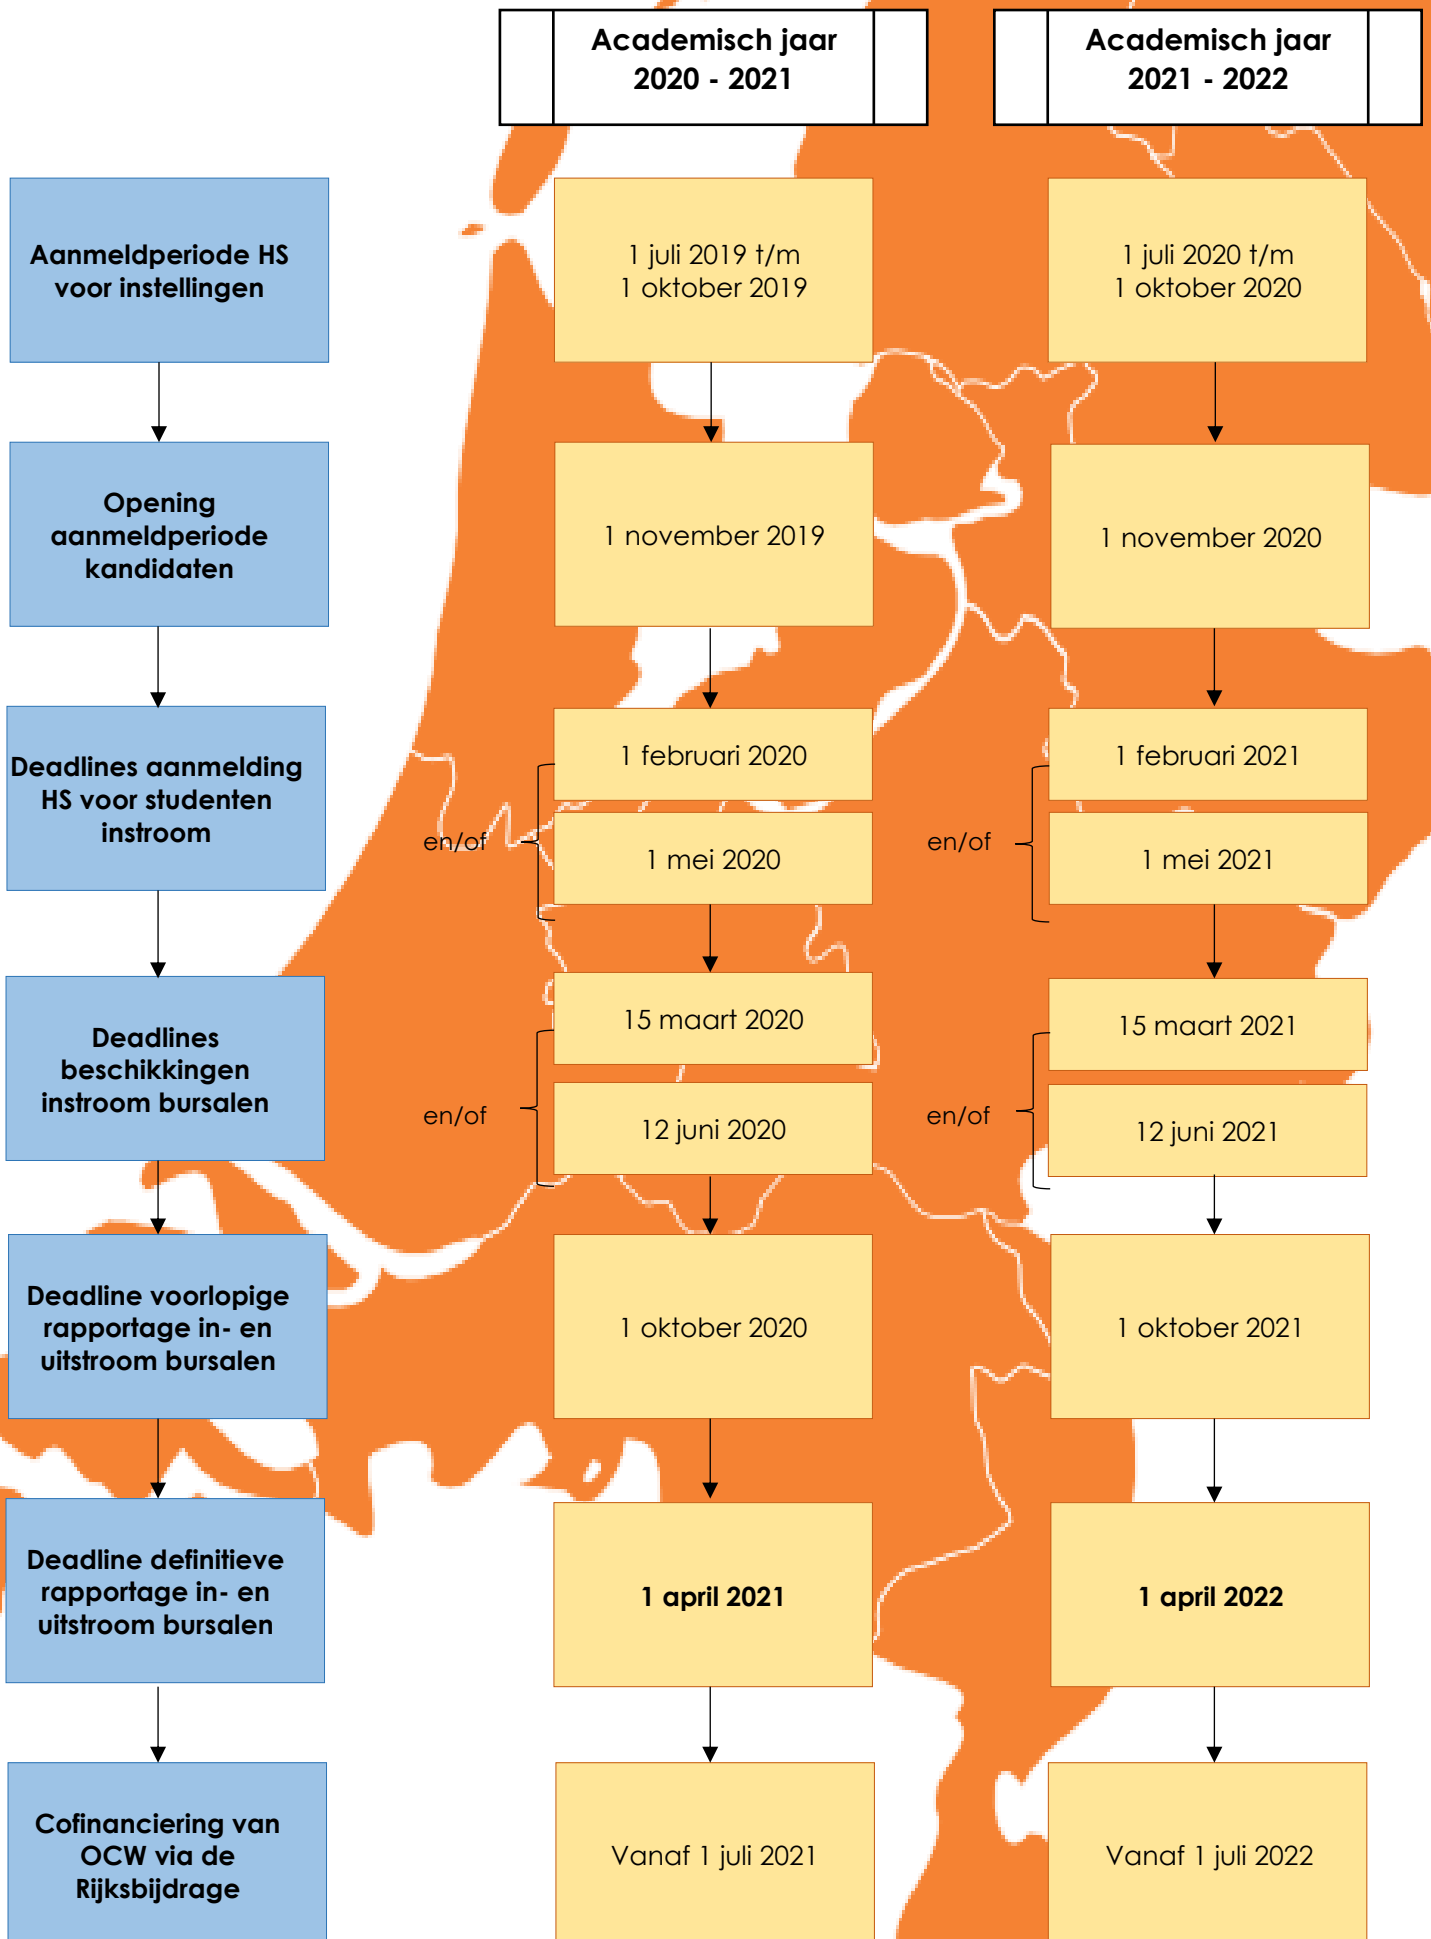 Academisch jaar
2020 - 2021
Academisch jaar
2021 - 2022
Aanmeldperiode HS
voor instellingen
1 juli 2019 t/m
1 oktober 2019
1 juli 2020 t/m
1 oktober 2020
Opening
aanmeldperiode
kandidaten
1 november 2019
1 november 2020
Deadlines aanmelding
HS voor studenten
instroom
en/of
1 februari 2020
1 mei 2020
en/of
1 februari 2021
1 mei 2021
Deadlines
beschikkingen
instroom bursalen
en/of
15 maart 2020
12 juni 2020
en/of
15 maart 2021
12 juni 2021
Deadline voorlopige
rapportage in- en
uitstroom bursalen
1 oktober 2020
1 oktober 2021
Deadline definitieve
rapportage in- en
uitstroom bursalen
1 april 2021
1 april 2022
Cofinanciering van
OCW via de
Rijksbijdrage
Vanaf 1 juli 2021
Vanaf 1 juli 2022